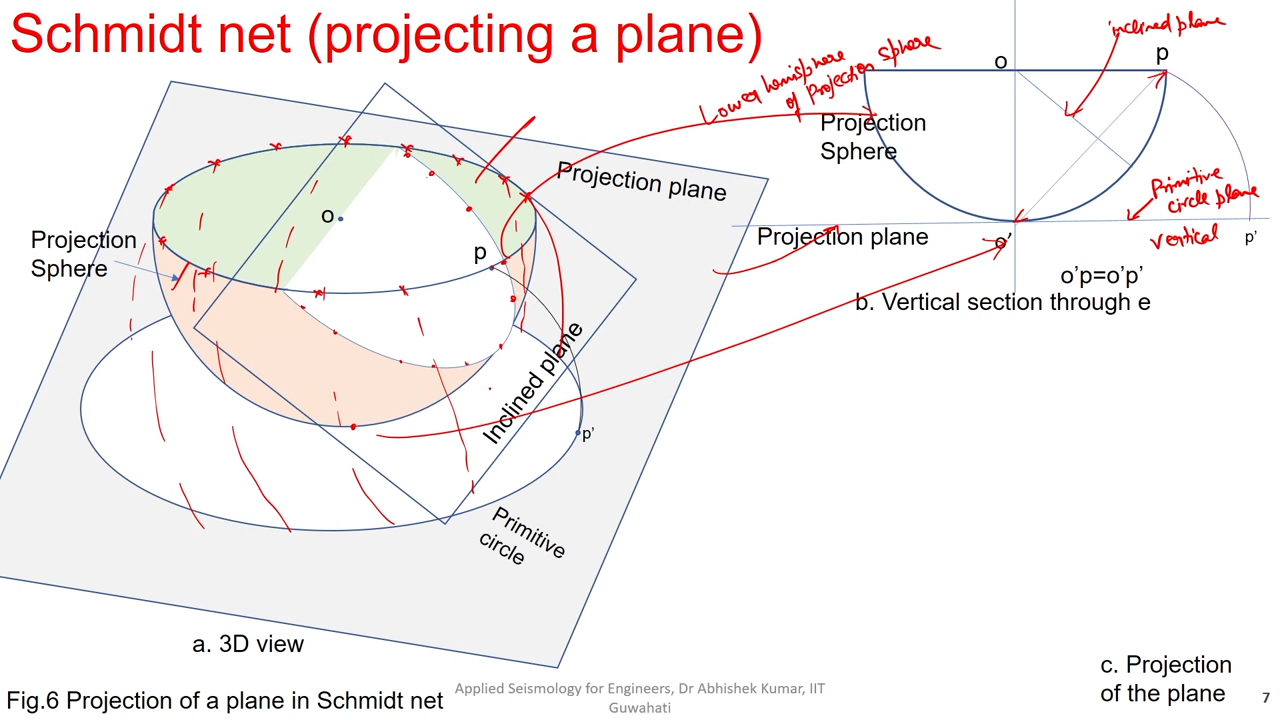 Schmidt net (projecting a plane)
inclined plane
Lower hemisphere
of Projection sphere
o
p
Projection
Sphere
Projection plane
Primitive
circle plane
Projection plane
o'
vertical
p'
o'p=o'p'
b. Vertical section through e
o
p
Projection
Sphere
Inclined plane
p'
Primitive
circle
a. 3D view
c. Projection
of the plane
Fig.6 Projection of a plane in Schmidt net
Applied Seismology for Engineers, Dr Abhishek Kumar, IIT
Guwahati
7